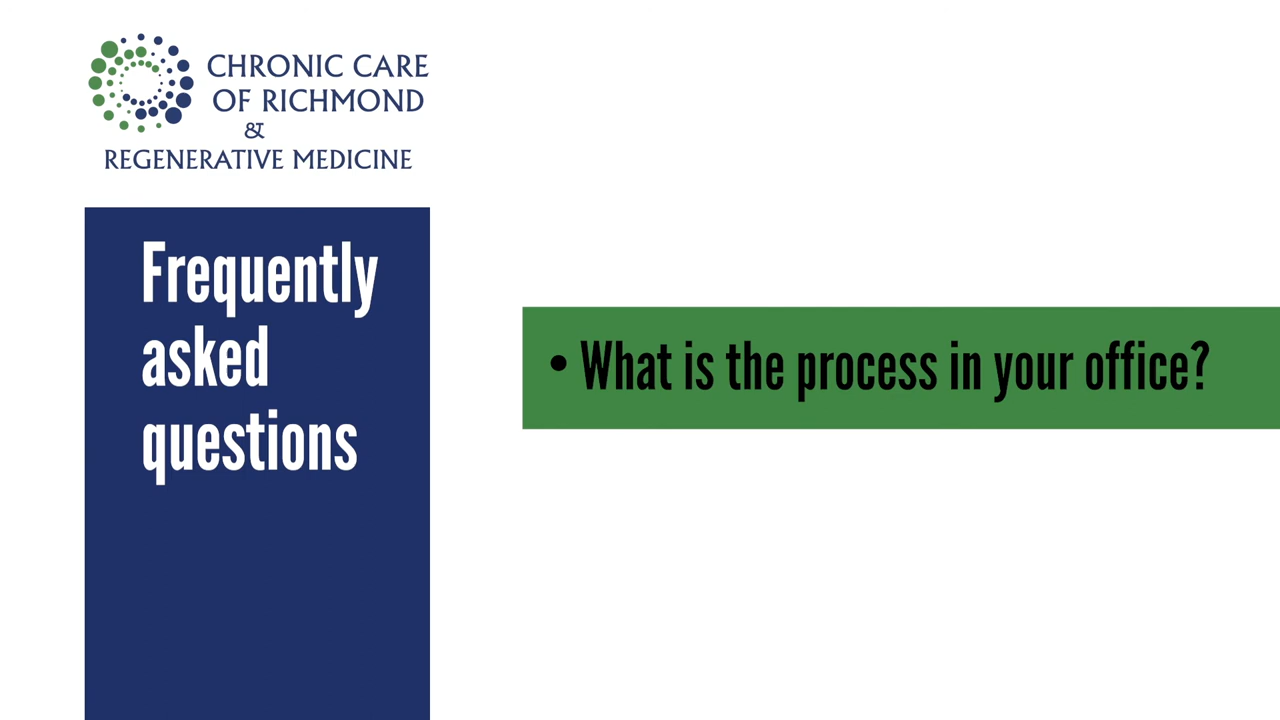 CHRONIC CARE
OF RICHMOND
&
REGENERATIVE MEDICINE
Frequently
asked
questions
• What is the process in your office?